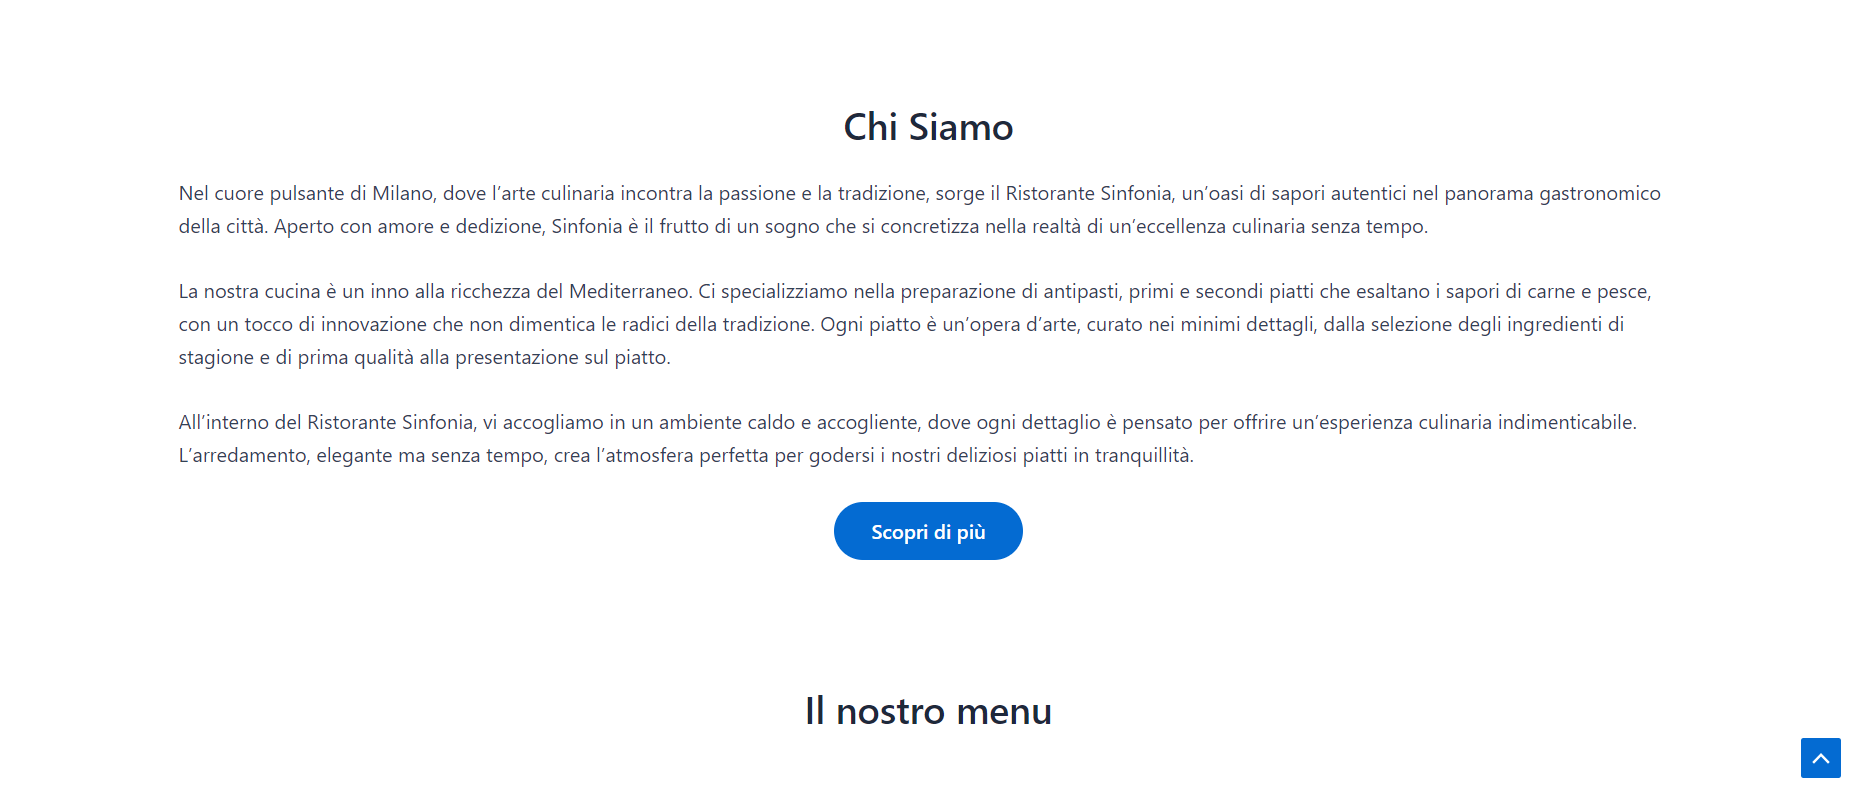 Chi Siamo
Nel cuore pulsante di Milano, dove l’arte culinaria incontra la passione e la tradizione, sorge il Ristorante Sinfonia, un’oasi di sapori autentici nel panorama gastronomico
della città. Aperto con amore e dedizione, Sinfonia è il frutto di un sogno che si concretizza nella realtà di un’eccellenza culinaria senza tempo.
La nostra cucina è un inno alla ricchezza del Mediterraneo. Ci specializziamo nella preparazione di antipasti, primi e secondi piatti che esaltano i sapori di carne e pesce,
con un tocco di innovazione che non dimentica le radici della tradizione. Ogni piatto è un’opera d’arte, curato nei minimi dettagli, dalla selezione degli ingredienti di
stagione e di prima qualità alla presentazione sul piatto.
All’interno del Ristorante Sinfonia, vi accogliamo in un ambiente caldo e accogliente, dove ogni dettaglio è pensato per offrire un’esperienza culinaria indimenticabile.
L’arredamento, elegante ma senza tempo, crea l’atmosfera perfetta per godersi i nostri deliziosi piatti in tranquillità.
Scopri di più
Il nostro menu